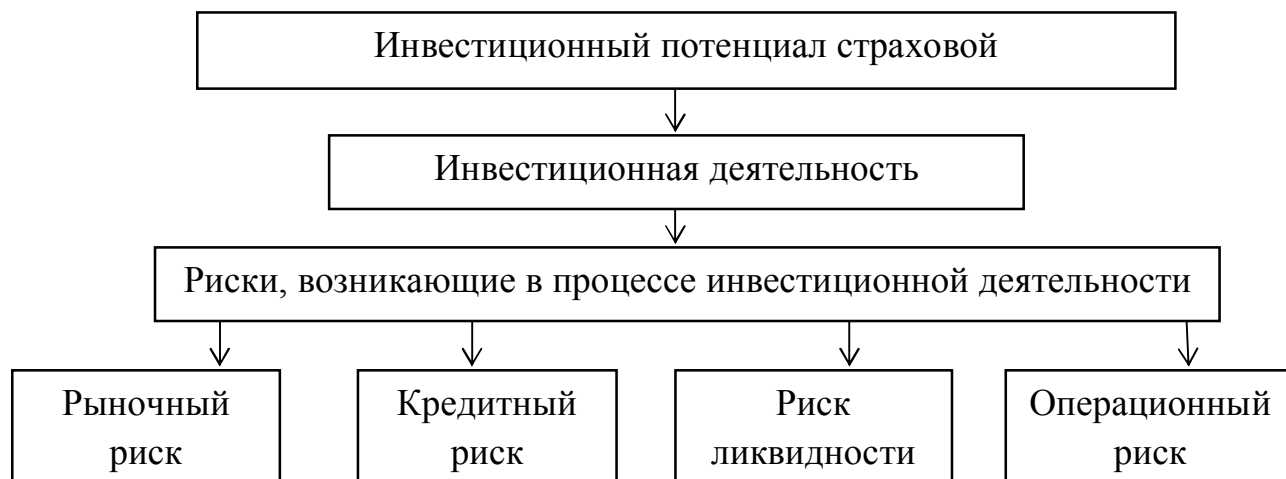 Инвестиционный потенциал страховой
Инвестиционная деятельность
Риски, возникающие в процессе инвестиционной деятельности
Рыночный
риск
Кредитный
риск
Риск
ликвидности
Операционный
риск